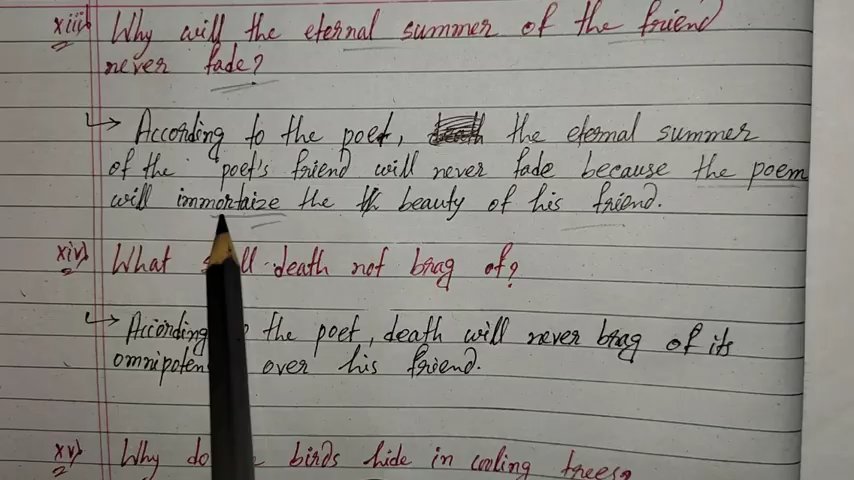 xiii) Why will the eternal summer of the friend
never fade?
According to the poet, the eternal summer
of the poet's friend will never fade because the poem
will immortaize the th beauty of his friend.
xiv) What death not brag of?
According the poet, death will never brag of its
omnipoten over his friend.
xv) Why do birds hide in cooling trees?